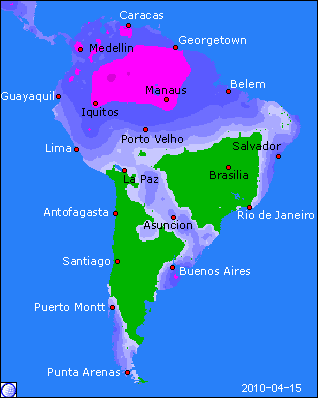 Caracas
Medellin
Georgetown
Guayaquil
Iquitos
Manaus
Belem
Porto Velho
Lima
Salvador
La Paz
Brasilia
Antofagasta
Asuncion
Rio de Janeiro
Santiago
Buenos Aires
Puerto Montt
Punta Arenas
2010-04-15